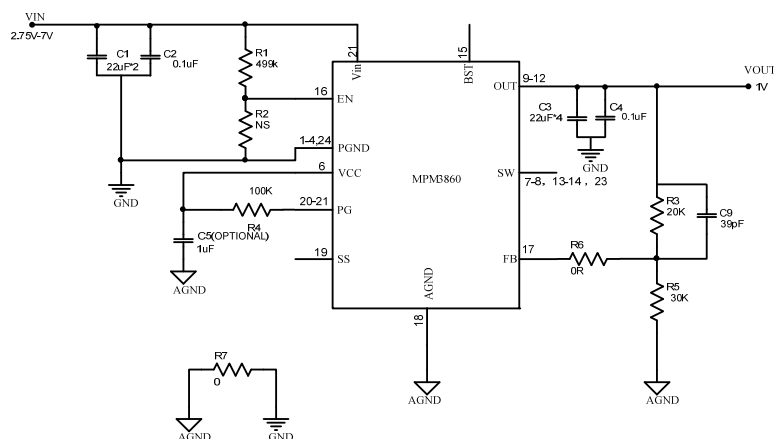 VIN
2.75V-7V
C1
22uF*2
C2
0.1uF
R1
499k
21
Vin
15
BST
16
EN
R2
NS
1-4,24
PGND
GND
6
VCC
MPM3860
100K
R4
20-21
PG
C5(OPTIONAL)
1uF
AGND
19
SS
OUT
9-12
C3
22uF*4
C4
0.1uF
GND
VOUT
1V
SW
7-8，13-14，23
R3
20K
C9
39pF
FB
17
R6
0R
R5
30K
AGND
18
AGND
AGND
R7
0
AGND
GND